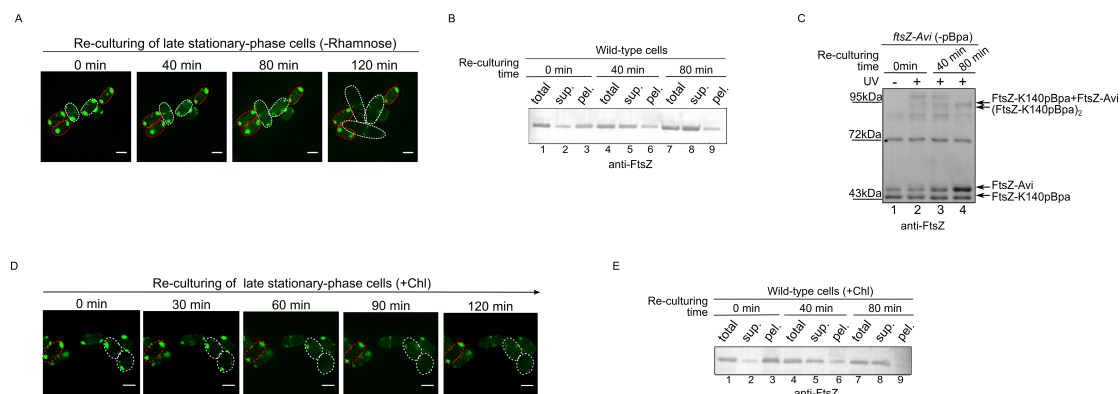 A
Re-culturing of late stationary-phase cells (-Rhamnose)
0 min 40 min 80 min 120 min
B
Wild-type cells
Re-culturing time
0 min 40 min 80 min
total sup. pel. total sup. pel. total sup. pel.
1 2 3 4 5 6 7 8 9
anti-FtsZ
C
ftsZ-Avi (-pBpa)
Re-culturing time
0min 40 min 80 min
UV - + + +
95kDa
FtsZ-K140pBpa+FtsZ-Avi
(FtsZ-K140pBpa)2
72kDa
*
FtsZ-Avi
43kDa
FtsZ-K140pBpa
1 2 3 4
anti-FtsZ
D
Re-culturing of late stationary-phase cells (+Chl)
0 min 30 min 60 min 90 min 120 min
E
Wild-type cells (+Chl)
Re-culturing time
0 min 40 min 80 min
total sup. pel. total sup. pel. total sup. pel.
1 2 3 4 5 6 7 8 9
anti-FtsZ